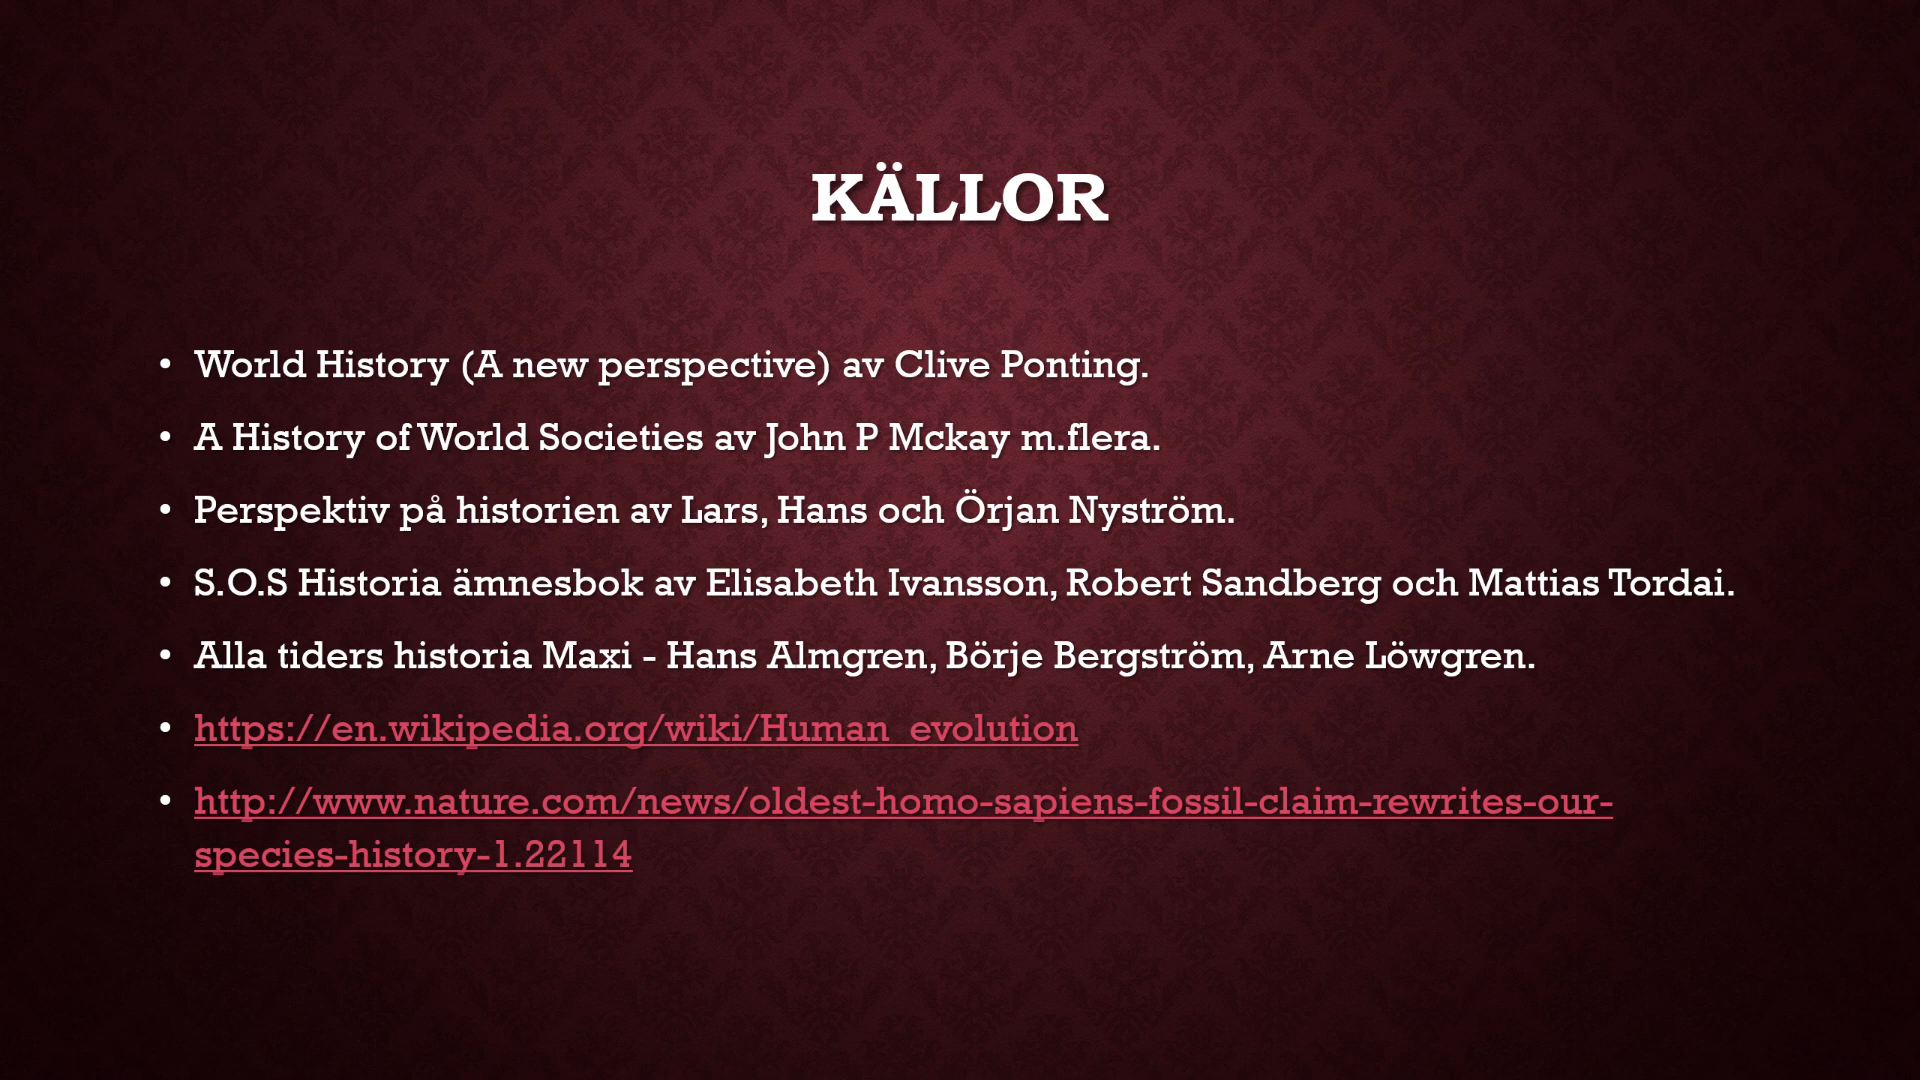 KÄLLOR
• World History (A new perspective) av Clive Ponting.
• A History of World Societies av John P Mckay m.flera.
• Perspektiv på historien av Lars, Hans och Örjan Nyström.
• S.O.S Historia ämnesbok av Elisabeth Ivansson, Robert Sandberg och Mattias Tordai.
• Alla tiders historia Maxi - Hans Almgren, Börje Bergström, Arne Löwgren.
• https://en.wikipedia.org/wiki/Human_evolution
• http://www.nature.com/news/oldest-homo-sapiens-fossil-claim-rewrites-our-
species-history-1.22114